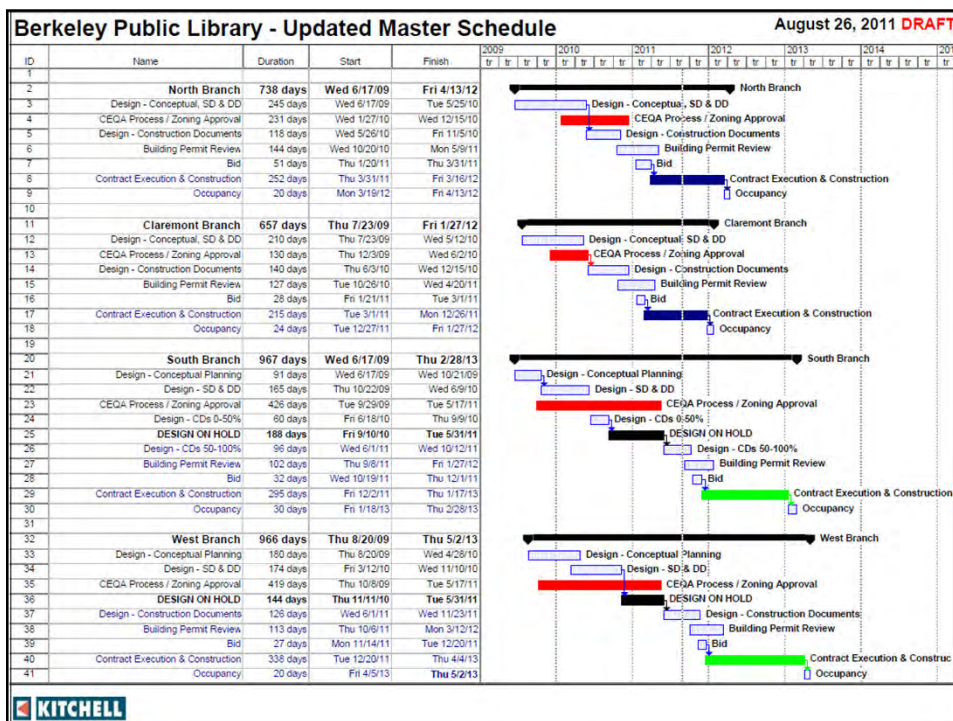 Berkeley Public Library - Updated Master Schedule August 26, 2011 DRAFT
2009 2010 2011 2012 2013 2014 201
ID Name Duration Start Finish tr tr tr tr tr tr tr tr tr tr tr tr tr tr tr tr tr tr tr tr tr tr tr tr tr
1
2 North Branch 738 days Wed 6/17/09 Fri 4/13/12 North Branch
3 Design - Conceptual, SD & DD 245 days Wed 6/17/09 Tue 5/25/10 Design - Conceptual, SD & DD
4 CEQA Process / Zoning Approval 231 days Wed 1/27/10 Wed 12/15/10 CEQA Process / Zoning Approval
5 Design - Construction Documents 118 days Wed 5/26/10 Fri 11/5/10 Design - Construction Documents
6 Building Permit Review 144 days Wed 10/20/10 Mon 5/9/11 Building Permit Review
7 Bid 51 days Thu 1/20/11 Thu 3/31/11 Bid
8 Contract Execution & Construction 252 days Thu 3/31/11 Fri 3/16/12 Contract Execution & Construction
9 Occupancy 20 days Mon 3/19/12 Fri 4/13/12 Occupancy
10
11 Claremont Branch 657 days Thu 7/23/09 Fri 1/27/12 Claremont Branch
12 Design - Conceptual, SD & DD 210 days Thu 7/23/09 Wed 5/12/10 Design - Conceptual, SD & DD
13 CEQA Process / Zoning Approval 130 days Thu 12/3/09 Wed 6/2/10 CEQA Process / Zoning Approval
14 Design - Construction Documents 140 days Thu 6/3/10 Wed 12/15/10 Design - Construction Documents
15 Building Permit Review 127 days Tue 10/26/10 Wed 4/20/11 Building Permit Review
16 Bid 28 days Fri 1/21/11 Tue 3/1/11 Bid
17 Contract Execution & Construction 215 days Tue 3/1/11 Mon 12/26/11 Contract Execution & Construction
18 Occupancy 24 days Tue 12/27/11 Fri 1/27/12 Occupancy
19
20 South Branch 967 days Wed 6/17/09 Thu 2/28/13 South Branch
21 Design - Conceptual Planning 91 days Wed 6/17/09 Wed 10/21/09 Design - Conceptual Planning
22 Design - SD & DD 165 days Thu 10/22/09 Wed 6/9/10 Design - SD & DD
23 CEQA Process / Zoning Approval 426 days Tue 9/29/09 Tue 5/17/11 CEQA Process / Zoning Approval
24 Design - CDs 0-50% 60 days Fri 6/18/10 Thu 9/9/10 Design - CDs 0-50%
25 DESIGN ON HOLD 188 days Fri 9/10/10 Tue 5/31/11 DESIGN ON HOLD
26 Design - CDs 50-100% 96 days Wed 6/1/11 Wed 10/12/11 Design - CDs 50-100%
27 Building Permit Review 102 days Thu 9/8/11 Fri 1/27/12 Building Permit Review
28 Bid 32 days Wed 10/19/11 Thu 12/1/11 Bid
29 Contract Execution & Construction 295 days Fri 12/2/11 Thu 1/17/13 Contract Execution & Construction
30 Occupancy 30 days Fri 1/18/13 Thu 2/28/13 Occupancy
31
32 West Branch 966 days Thu 8/20/09 Thu 5/2/13 West Branch
33 Design - Conceptual Planning 180 days Thu 8/20/09 Wed 4/28/10 Design - Conceptual Planning
34 Design - SD & DD 174 days Fri 3/12/10 Wed 11/10/10 Design - SD & DD
35 CEQA Process / Zoning Approval 419 days Thu 10/8/09 Tue 5/17/11 CEQA Process / Zoning Approval
36 DESIGN ON HOLD 144 days Thu 11/11/10 Tue 5/31/11 DESIGN ON HOLD
37 Design - Construction Documents 126 days Wed 6/1/11 Wed 11/23/11 Design - Construction Documents
38 Building Permit Review 113 days Thu 10/6/11 Mon 3/12/12 Building Permit Review
39 Bid 27 days Mon 11/14/11 Tue 12/20/11 Bid
40 Contract Execution & Construction 338 days Tue 12/20/11 Thu 4/4/13 Contract Execution & Construc
41 Occupancy 20 days Fri 4/5/13 Thu 5/2/13 Occupancy
KITCHELL